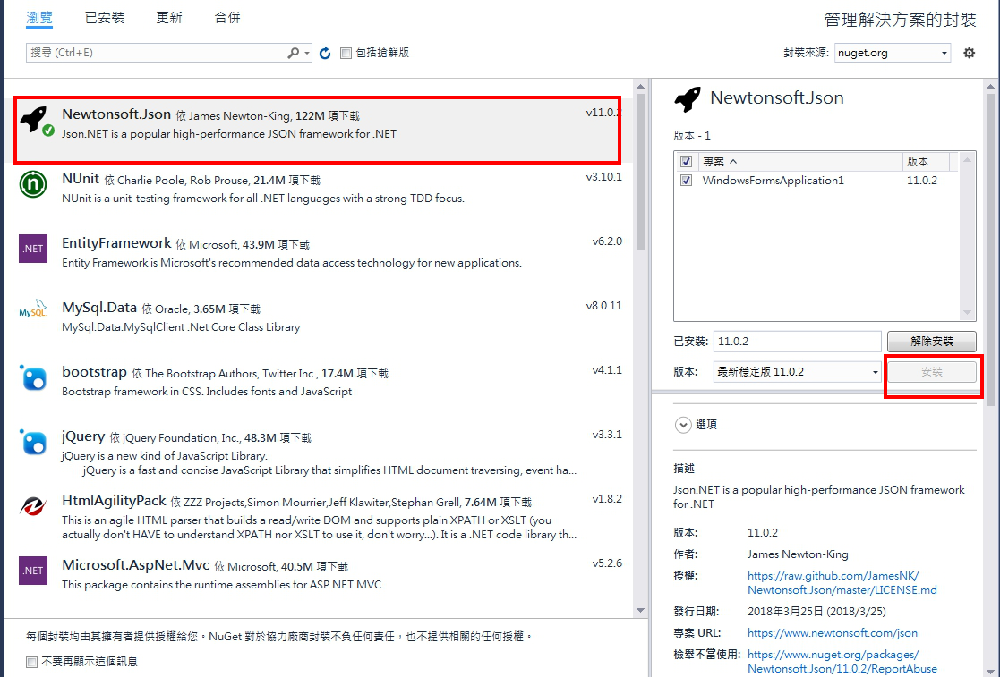 瀏覽 已安裝 更新 合併
管理解決方案的封裝
搜尋 (Ctrl+E)
包括搶鮮版
封裝來源: nuget.org
Newtonsoft.Json 依 James Newton-King, 122M 項下載 v11.0.2
Json.NET is a popular high-performance JSON framework for .NET
n
NUnit 依 Charlie Poole, Rob Prouse, 21.4M 項下載 v3.10.1
NUnit is a unit-testing framework for all .NET languages with a strong TDD focus.
.NET
EntityFramework 依 Microsoft, 43.9M 項下載 v6.2.0
Entity Framework is Microsoft's recommended data access technology for new applications.
MySQL
MySql.Data 依 Oracle, 3.65M 項下載 v8.0.11
MySql.Data.MySqlClient .Net Core Class Library
bootstrap 依 The Bootstrap Authors, Twitter Inc., 17.4M 項下載 v4.1.1
Bootstrap framework in CSS. Includes fonts and JavaScript
jQuery 依 jQuery Foundation, Inc., 48.3M 項下載 v3.3.1
jQuery is a new kind of JavaScript Library.
jQuery is a fast and concise JavaScript Library that simplifies HTML document traversing, event ha...
HtmlAgilityPack 依 ZZZ Projects,Simon Mourrier,Jeff Klawiter,Stephan Grell, 7.64M 項下載 v1.8.2
This is an agile HTML parser that builds a read/write DOM and supports plain XPATH or XSLT (you
actually don't HAVE to understand XPATH nor XSLT to use it, don't worry...). It is a .NET code library th...
.NET
Microsoft.AspNet.Mvc 依 Microsoft, 40.5M 項下載 v5.2.6
This package contains the runtime assemblies for ASP.NET MVC.
每個封裝均由其擁有者提供授權給您。NuGet 對於協力廠商封裝不負任何責任，也不提供相關的任何授權。
不要再顯示這個訊息
Newtonsoft.Json
版本 - 1
專案 版本
WindowsFormsApplication1 11.0.2
已安裝: 11.0.2 解除安裝
版本: 最新穩定版 11.0.2 安裝
選項
描述
Json.NET is a popular high-performance JSON framework
for .NET
版本: 11.0.2
作者: James Newton-King
授權: https://raw.github.com/JamesNK/
Newtonsoft.Json/master/LICENSE.md
發行日期: 2018年3月25日 (2018/3/25)
專案 URL: https://www.newtonsoft.com/json
檢舉不當使用: https://www.nuget.org/packages/
Newtonsoft.Json/11.0.2/ReportAbuse